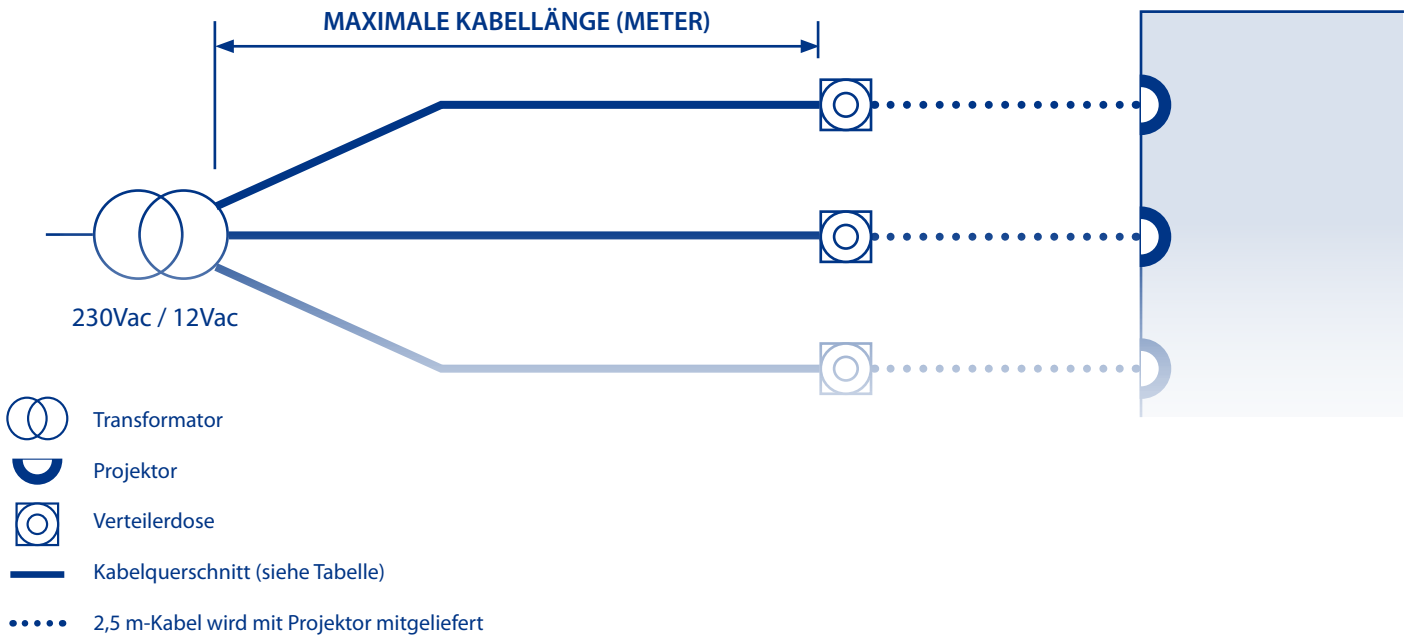 MAXIMALE KABELLÄNGE (METER)
230Vac / 12Vac
Transformator
Projektor
Verteilerdose
Kabelquerschnitt (siehe Tabelle)
2,5 m-Kabel wird mit Projektor mitgeliefert